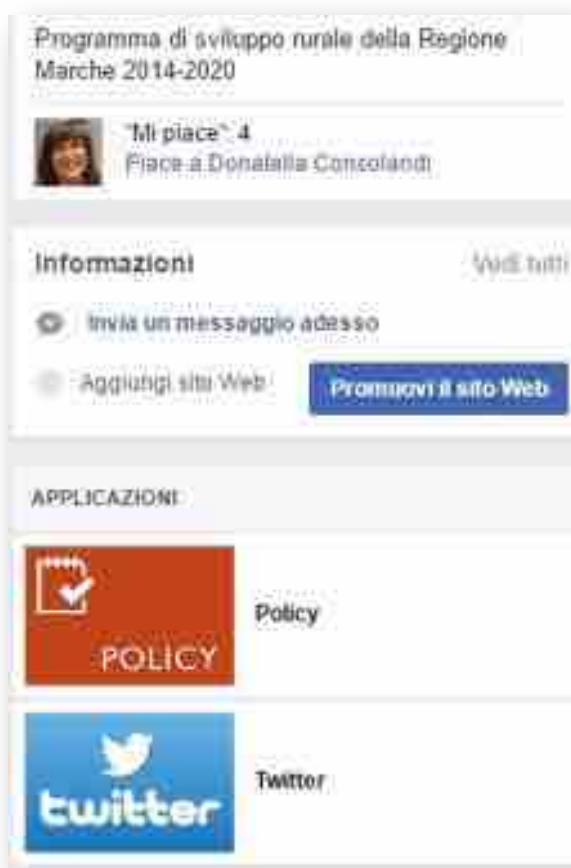 Programma di sviluppo rurale della Regione
Marche 2014-2020
"Mi piace": 4
Piace a Donatella Consolandi
Informazioni
Vedi tutti
Invia un messaggio adesso
Aggiungi sito Web
Promuovi il sito Web
APPLICAZIONI
POLICY
Policy
twitter
Twitter